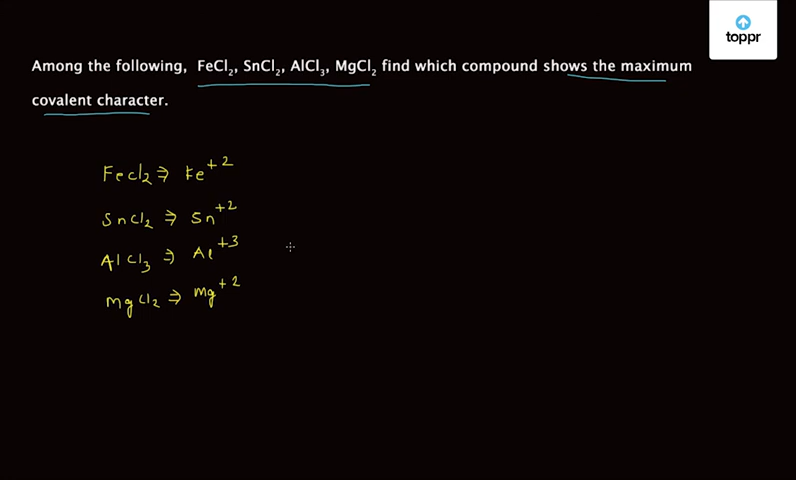 toppr
Among the following, FeCl₂, SnCl₂, AlCl₃, MgCl₂ find which compound shows the maximum
covalent character.
FeCl₂ ⇒ Fe⁺²
SnCl₂ ⇒ Sn⁺²
AlCl₃ ⇒ Al⁺³
MgCl₂ ⇒ Mg⁺²